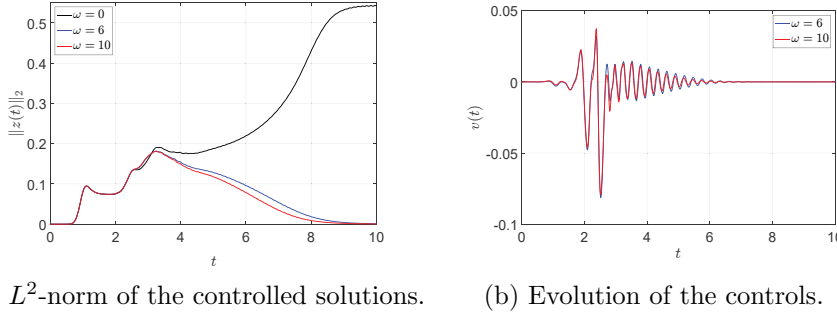 ω = 0
ω = 6
ω = 10
0.5
0.4
0.3
0.2
0.1
0
‖z(t)‖₂
0 2 4 6 8 10
t
L²-norm of the controlled solutions.
ω = 6
ω = 10
0.05
0
-0.05
-0.1
v(t)
0 2 4 6 8 10
t
(b) Evolution of the controls.